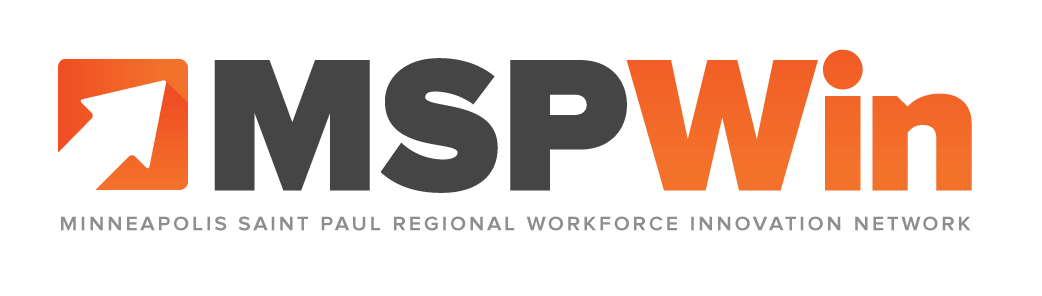 MSPWin
MINNEAPOLIS SAINT PAUL REGIONAL WORKFORCE INNOVATION NETWORK